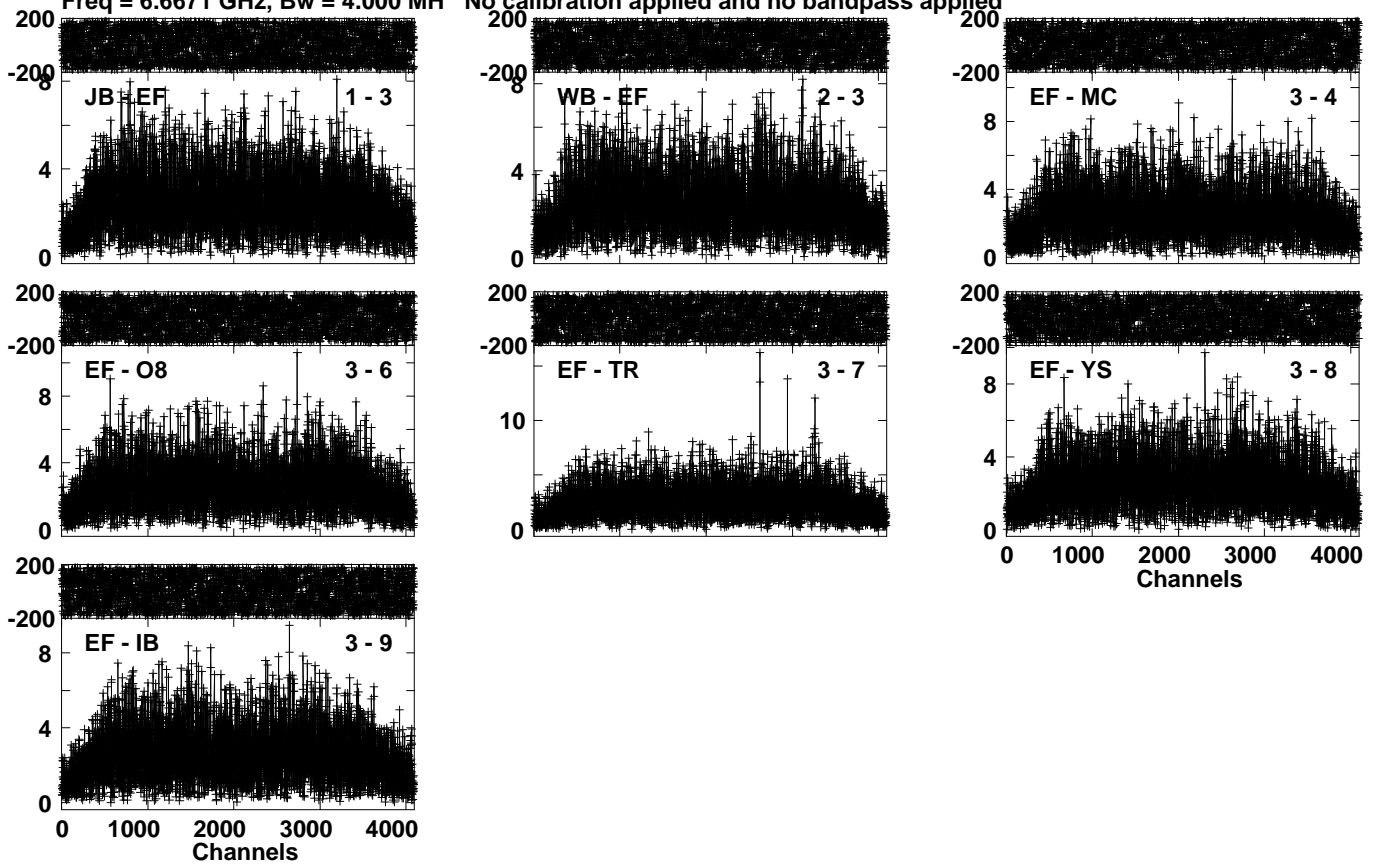 Freq = 6.6671 GHz, Bw = 4.000 MH No calibration applied and no bandpass applied
200
-200
8
4
0
JB - EF 1 - 3
200
-200
8
4
0
WB - EF 2 - 3
200
-200
8
4
0
EF - MC 3 - 4
200
-200
8
4
0
EF - O8 3 - 6
200
-200
10
0
EF - TR 3 - 7
200
-200
8
4
0
EF - YS 3 - 8
0 1000 2000 3000 4000
Channels
200
-200
8
4
0
EF - IB 3 - 9
0 1000 2000 3000 4000
Channels